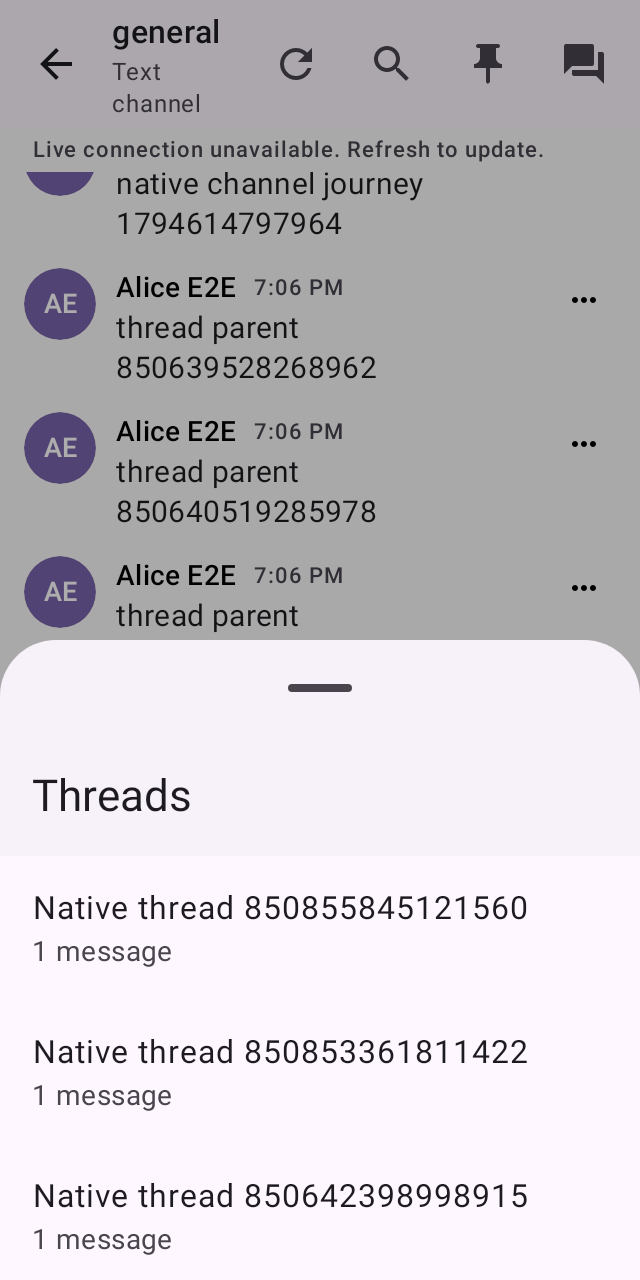 general
Text
channel
Live connection unavailable. Refresh to update.
native channel journey
1794614797964
AE
Alice E2E 7:06 PM
thread parent
850639528268962
AE
Alice E2E 7:06 PM
thread parent
850640519285978
AE
Alice E2E 7:06 PM
thread parent
Threads
Native thread 850855845121560
1 message
Native thread 850853361811422
1 message
Native thread 850642398998915
1 message